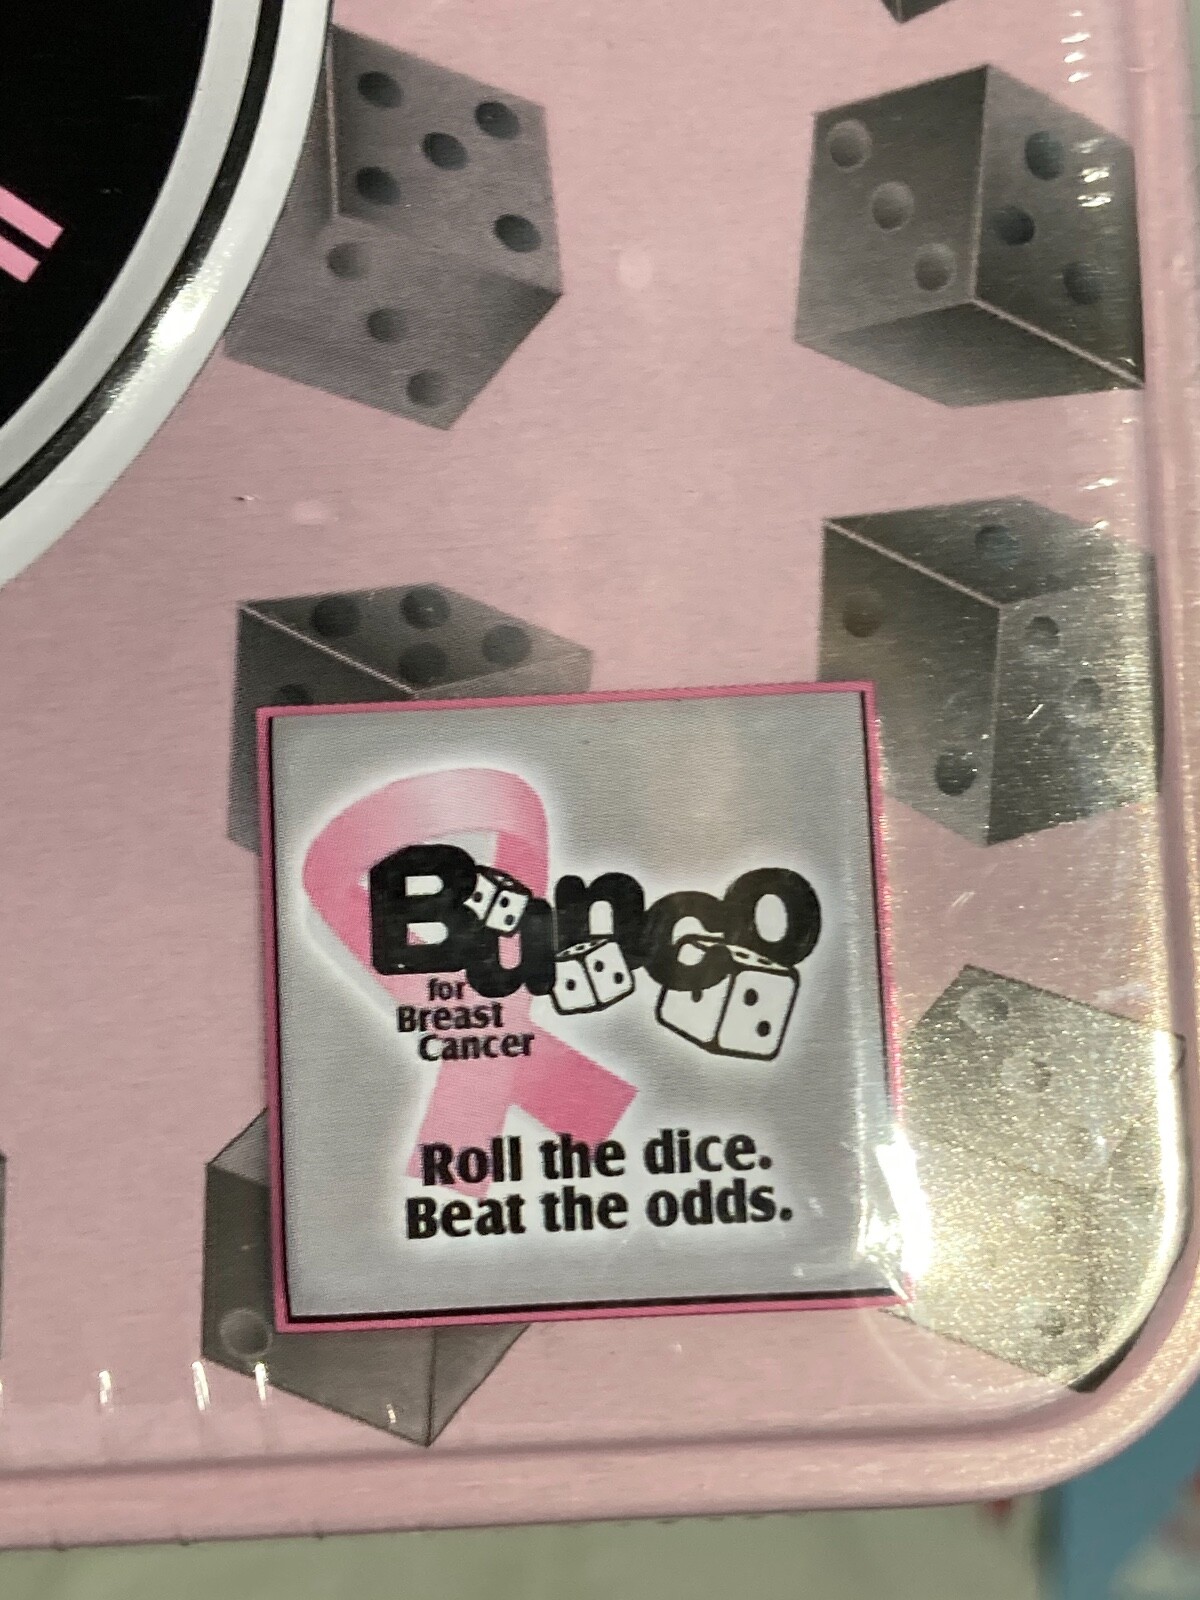 Bunco
for
Breast
Cancer
Roll the dice.
Beat the odds.